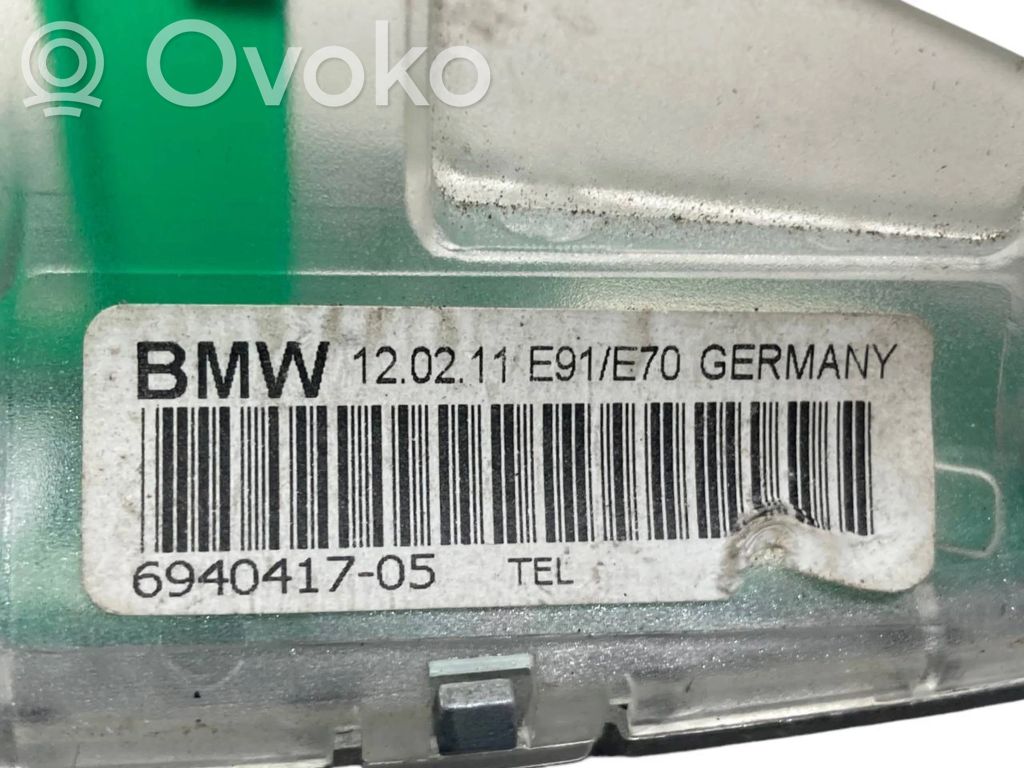 Ovoko
BMW 12.02.11 E91/E70 GERMANY
6940417-05 TEL